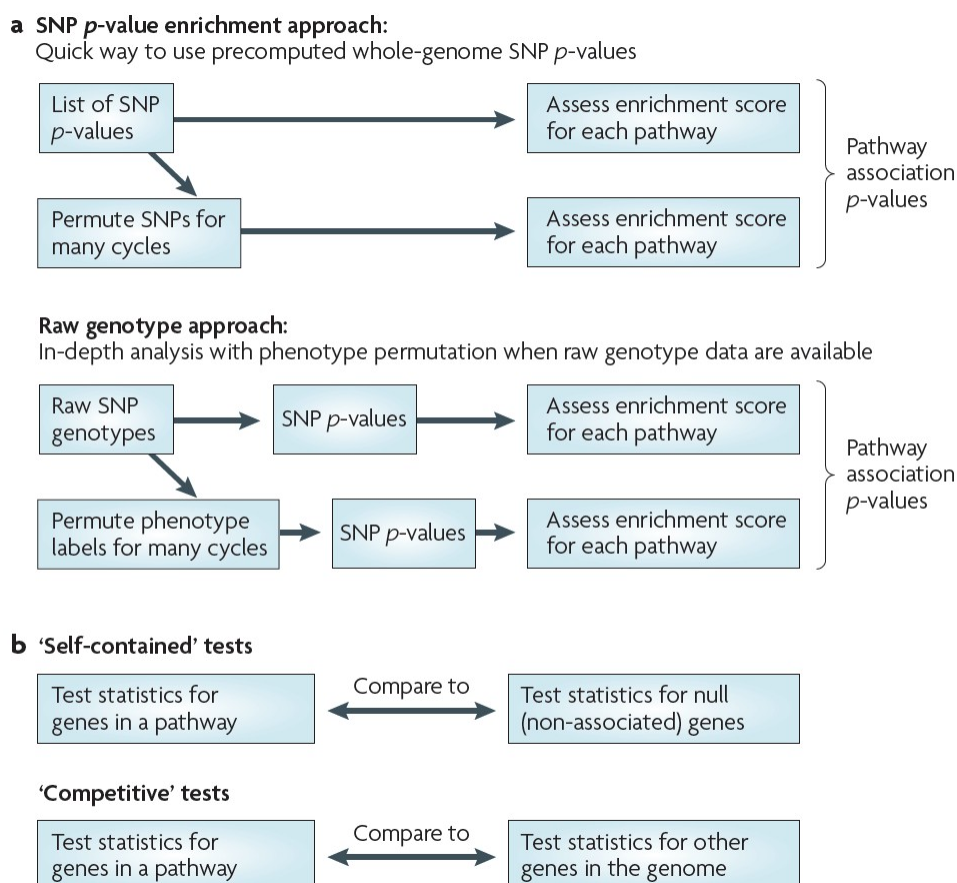 a SNP p-value enrichment approach:
Quick way to use precomputed whole-genome SNP p-values
List of SNP
p-values
Assess enrichment score
for each pathway
Permute SNPs for
many cycles
Assess enrichment score
for each pathway
Pathway
association
p-values
Raw genotype approach:
In-depth analysis with phenotype permutation when raw genotype data are available
Raw SNP
genotypes
SNP p-values
Assess enrichment score
for each pathway
Permute phenotype
labels for many cycles
SNP p-values
Assess enrichment score
for each pathway
Pathway
association
p-values
b ‘Self-contained’ tests
Test statistics for
genes in a pathway
Compare to
Test statistics for null
(non-associated) genes
‘Competitive’ tests
Test statistics for
genes in a pathway
Compare to
Test statistics for other
genes in the genome